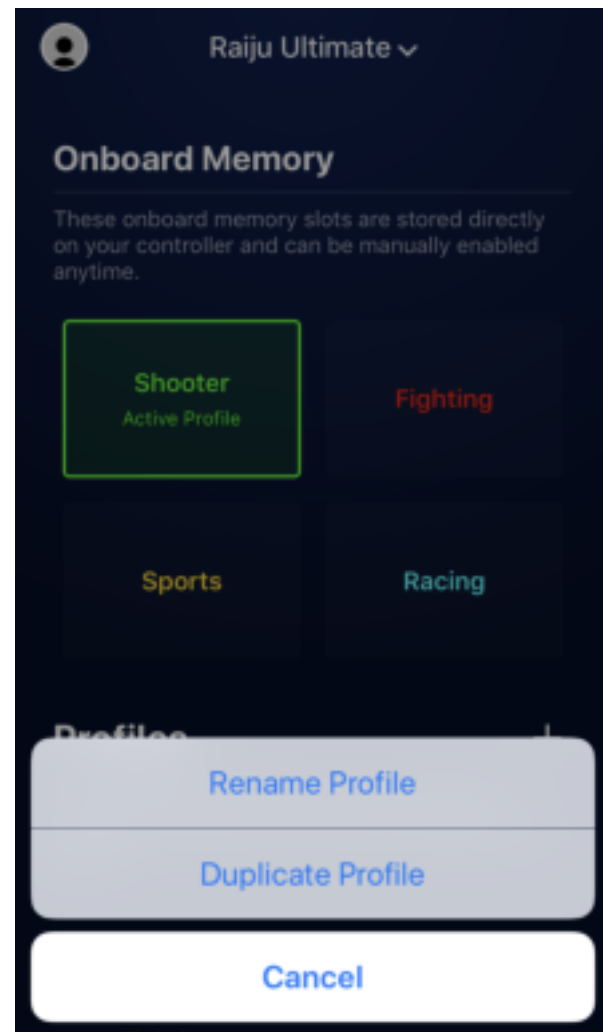 Raiju Ultimate
Onboard Memory
These onboard memory slots are stored directly
on your controller and can be manually enabled
anytime.
Shooter
Active Profile
Fighting
Sports
Racing
Profiles
Rename Profile
Duplicate Profile
Cancel